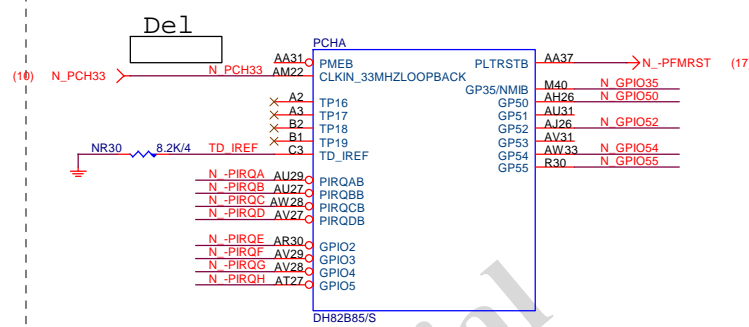 Del
PCHA
AA31 PMEB PLTRSTB AA37 N_-PFMRST (17
(10) N_PCH33 N_PCH33 AM22 CLKIN_33MHZLOOPBACK
GP35/NMIB M40 N_GPIO35
A2 TP16 GP50 AH26 N_GPIO50
A3 TP17 GP51 AU31
B2 TP18 GP52 AJ26 N_GPIO52
B1 TP19 GP53 AV31
NR30 8.2K/4 TD_IREF C3 TD_IREF GP54 AW33 N_GPIO54
GP55 R30 N_GPIO55
N_-PIRQA AU29 PIRQAB
N_-PIRQB AU27 PIRQBB
N_-PIRQC AW28 PIRQCB
N_-PIRQD AV27 PIRQDB
N_-PIRQE AR30 GPIO2
N_-PIRQF AV29 GPIO3
N_-PIRQG AV28 GPIO4
N_-PIRQH AT27 GPIO5
DH82B85/S